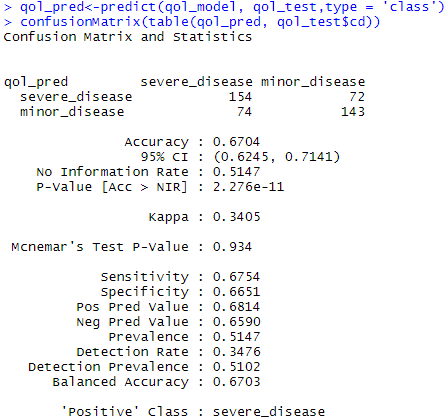 > qol_pred<-predict(qol_model, qol_test,type = 'class')
> confusionMatrix(table(qol_pred, qol_test$cd))
Confusion Matrix and Statistics
qol_pred severe_disease minor_disease
severe_disease 154 72
minor_disease 74 143
Accuracy : 0.6704
95% CI : (0.6245, 0.7141)
No Information Rate : 0.5147
P-Value [Acc > NIR] : 2.276e-11
Kappa : 0.3405
Mcnemar's Test P-Value : 0.934
Sensitivity : 0.6754
Specificity : 0.6651
Pos Pred Value : 0.6814
Neg Pred Value : 0.6590
Prevalence : 0.5147
Detection Rate : 0.3476
Detection Prevalence : 0.5102
Balanced Accuracy : 0.6703
'Positive' Class : severe_disease